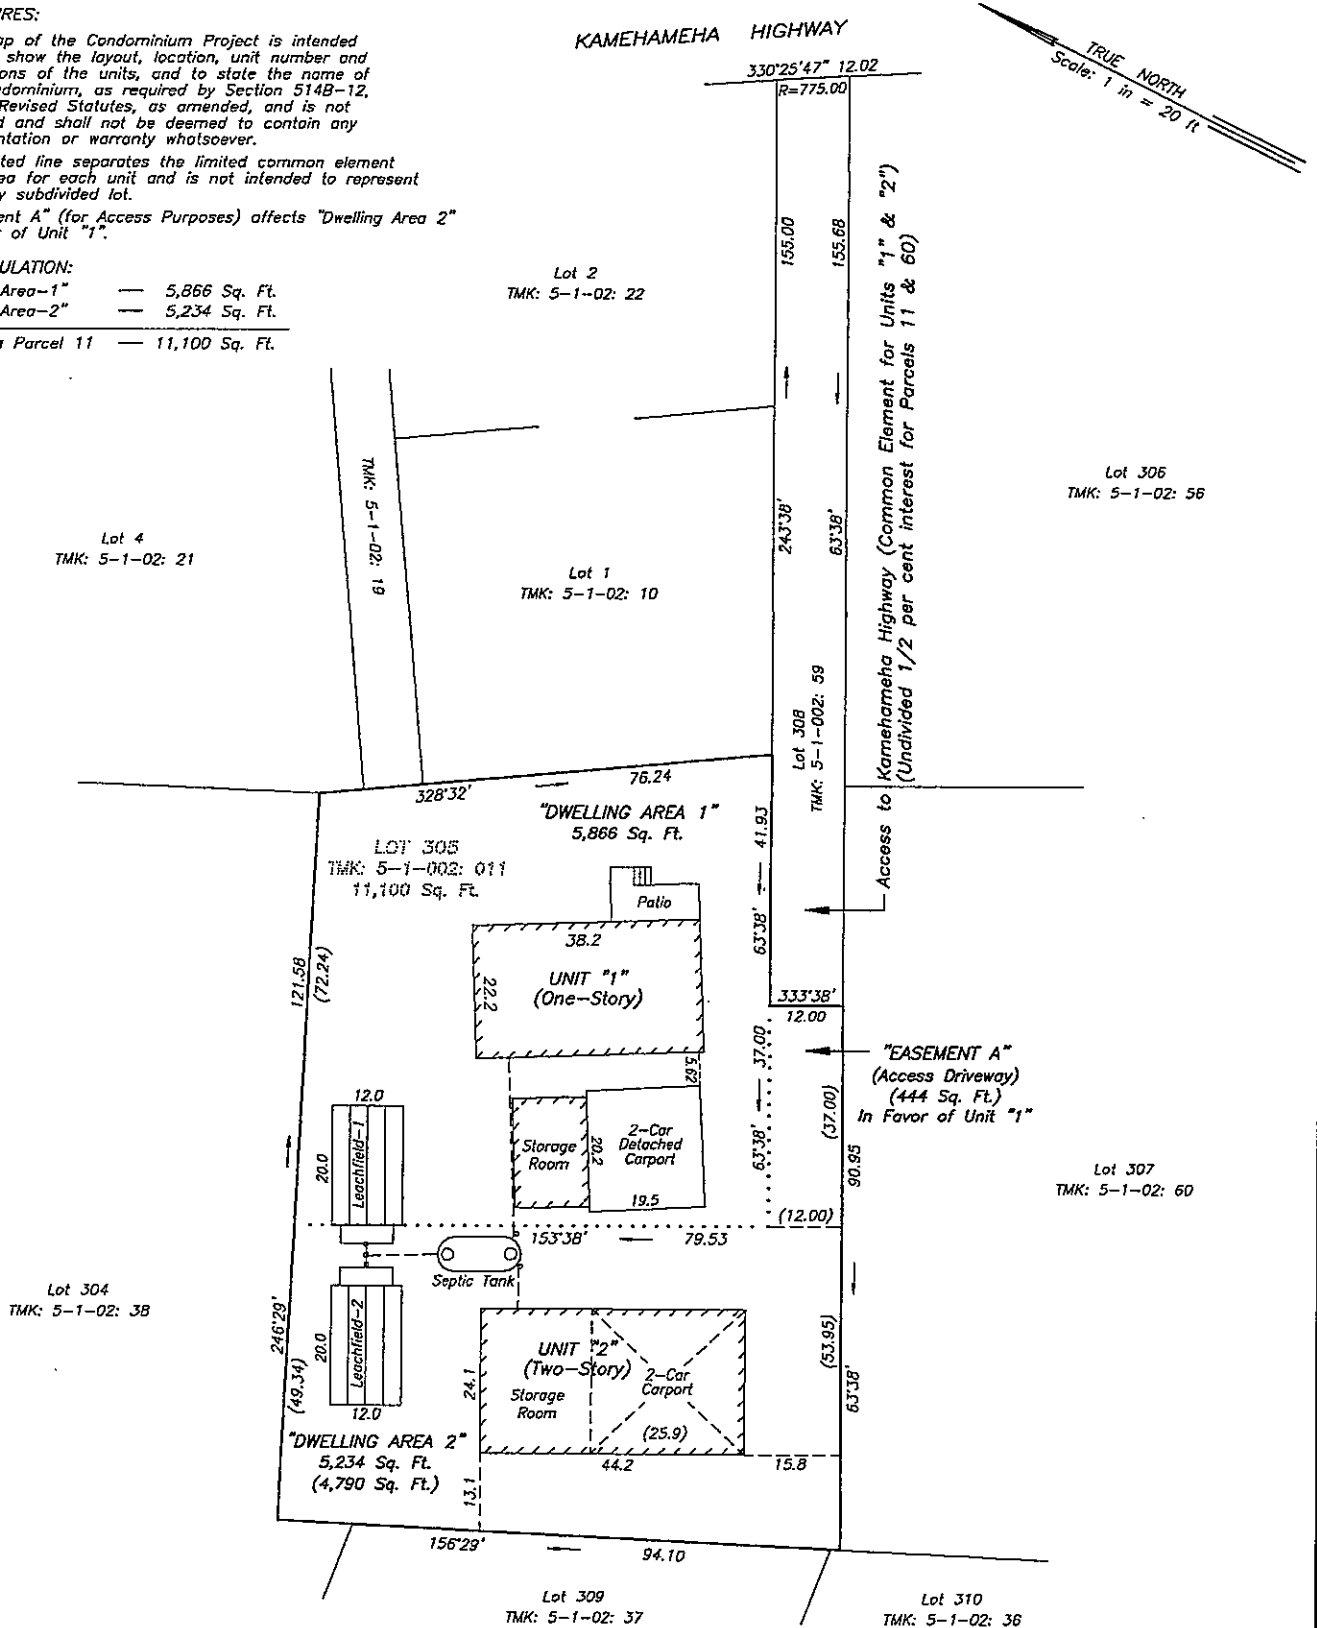 RES:
ap of the Condominium Project is intended
show the layout, location, unit number and
ons of the units, and to state the name of
ndominium, as required by Section 514B-12,
Revised Statutes, as amended, and is not
d and shall not be deemed to contain any
ntation or warranty whatsoever.
ted line separates the limited common element
ea for each unit and is not intended to represent
y subdivided lot.
ent A" (for Access Purposes) affects "Dwelling Area 2"
r of Unit "1".
ULATION:
Area-1" — 5,866 Sq. Ft.
Area-2" — 5,234 Sq. Ft.
Parcel 11 — 11,100 Sq. Ft.
KAMEHAMEHA HIGHWAY
330°25'47" 12.02
R=775.00
TRUE NORTH
Scale: 1 in = 20 ft
155.00
155.68
243°38'
63°38'
Lot 2
TMK: 5-1-02: 22
Access to Kamehameha Highway (Common Element for Units "1" & "2")
(Undivided 1/2 per cent interest for Parcels 11 & 60)
Lot 306
TMK: 5-1-02: 56
Lot 4
TMK: 5-1-02: 21
TMK: 5-1-02: 19
Lot 1
TMK: 5-1-02: 10
Lot 308
TMK: 5-1-002: 59
328°32'
76.24
"DWELLING AREA 1"
5,866 Sq. Ft.
LOT 305
TMK: 5-1-002: 011
11,100 Sq. Ft.
41.93
63°38'
Patio
38.2
22.2
UNIT "1"
(One-Story)
121.58
(72.24)
333°38'
12.00
37.00
63°38'
"EASEMENT A"
(Access Driveway)
(444 Sq. Ft.)
In Favor of Unit "1"
(37.00)
90.95
5.62
12.0
20.0
Leachfield-1
Storage
Room
20.2
2-Car
Detached
Carport
19.5
Lot 307
TMK: 5-1-02: 60
(12.00)
153°38'
79.53
Septic Tank
Lot 304
TMK: 5-1-02: 38
246°29'
(49.34)
20.0
Leachfield-2
12.0
UNIT "2"
(Two-Story)
24.1
Storage
Room
2-Car
Carport
(25.9)
44.2
15.8
(53.95)
63°38'
"DWELLING AREA 2"
5,234 Sq. Ft.
(4,790 Sq. Ft.)
13.1
156°29'
94.10
Lot 309
TMK: 5-1-02: 37
Lot 310
TMK: 5-1-02: 36